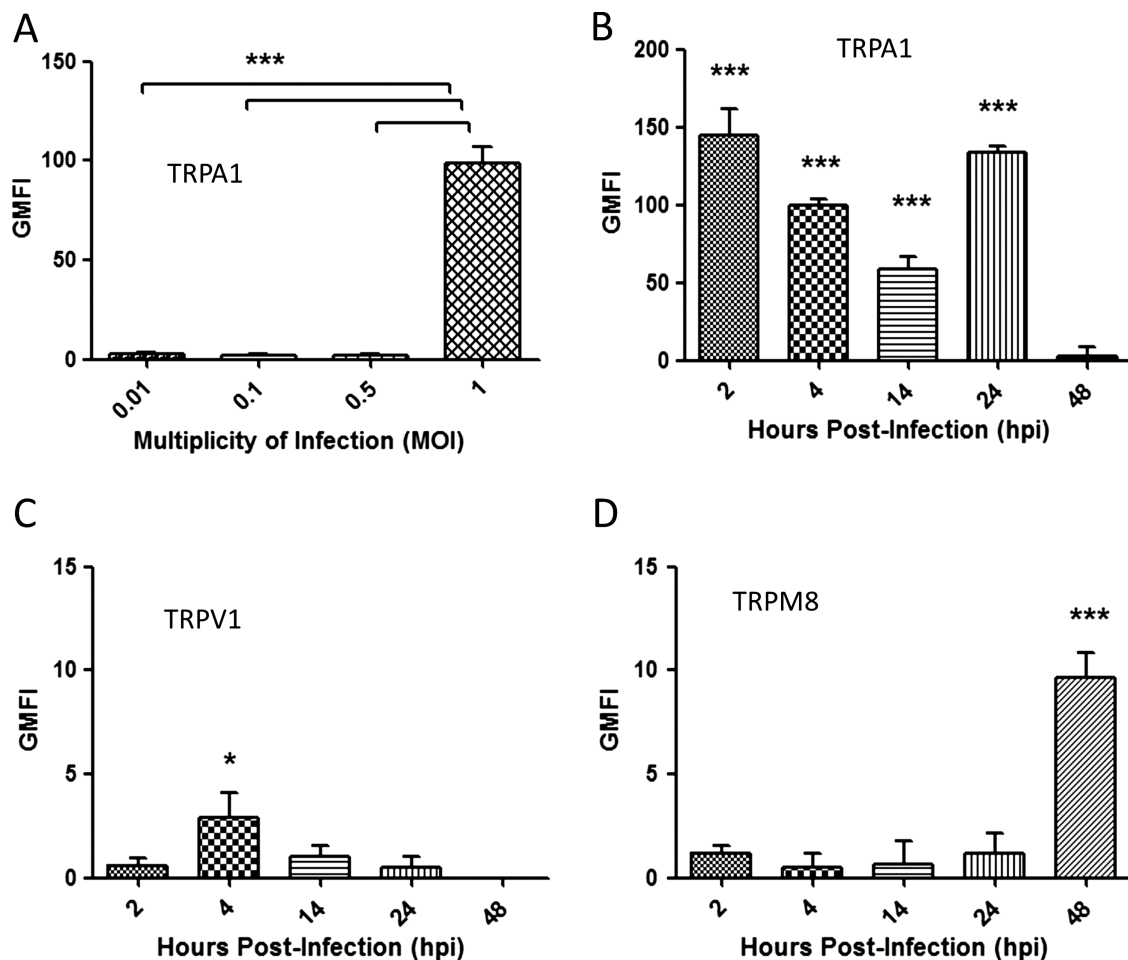 A
***
TRPA1
GMFI
150
100
50
0
0.01
0.1
0.5
1
Multiplicity of Infection (MOI)
B
TRPA1
GMFI
200
150
100
50
0
***
***
***
***
2
4
14
24
48
Hours Post-Infection (hpi)
C
TRPV1
GMFI
15
10
5
0
*
2
4
14
24
48
Hours Post-Infection (hpi)
D
TRPM8
GMFI
15
10
5
0
***
2
4
14
24
48
Hours Post-Infection (hpi)